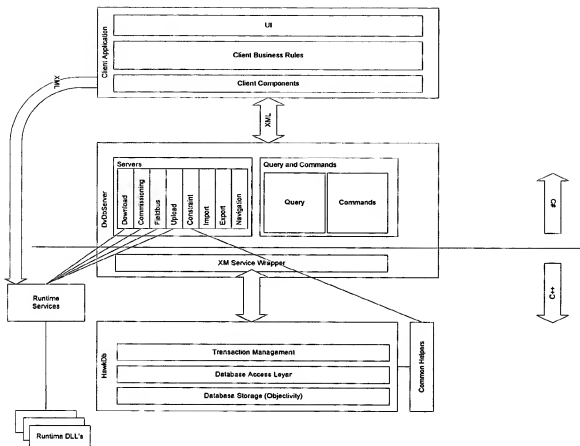 Client Application
UI
Client Business Rules
Client Components
XML
XML
DvDbServer
Servers
Download
Commissioning
Fieldbus
Upload
Constraint
Import
Export
Navigation
Query and Commands
Query
Commands
C#
XM Service Wrapper
C++
Runtime
Services
HawkDb
Transaction Management
Database Access Layer
Database Storage (Objectivity)
Common Helpers
Runtime DLL's